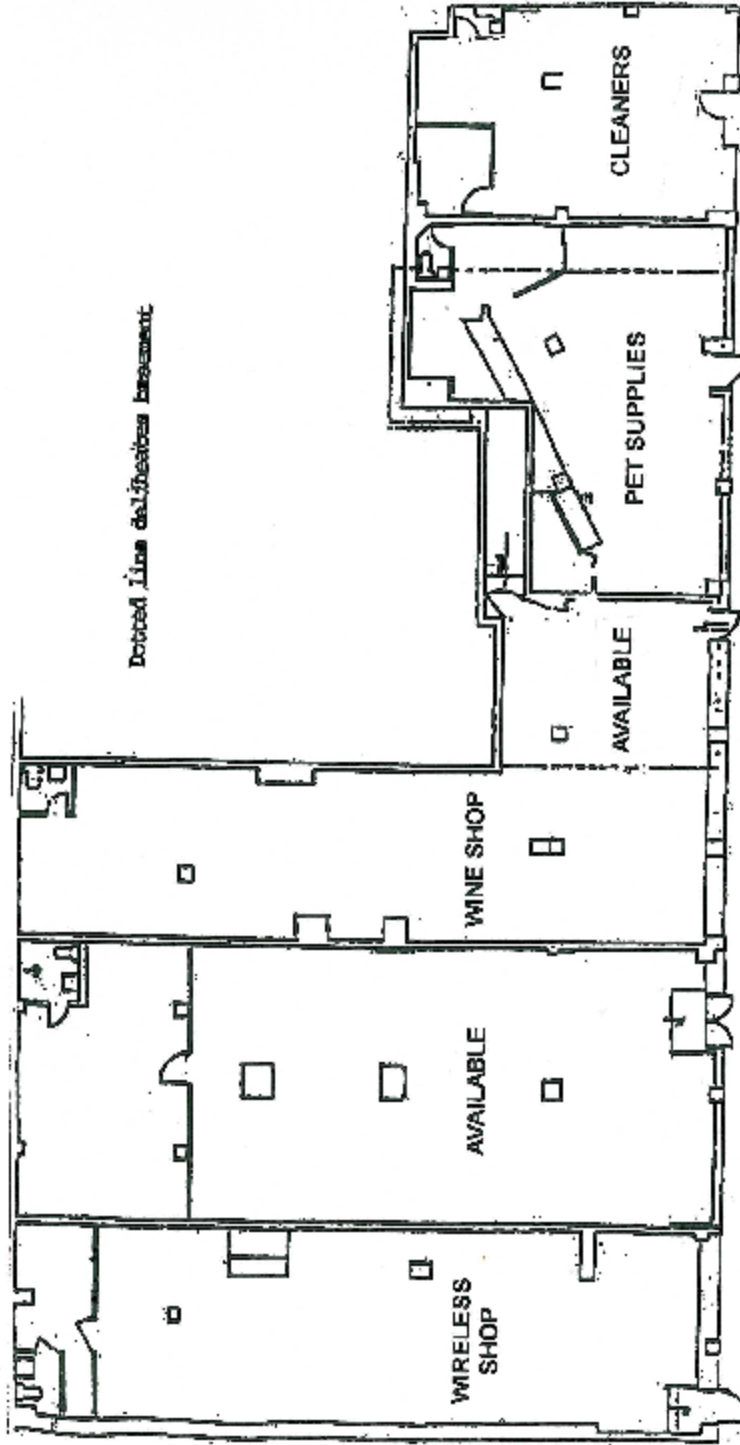 Dotted line delineates basement
WIRELESS
SHOP
AVAILABLE
WINE SHOP
AVAILABLE
PET SUPPLIES
CLEANERS